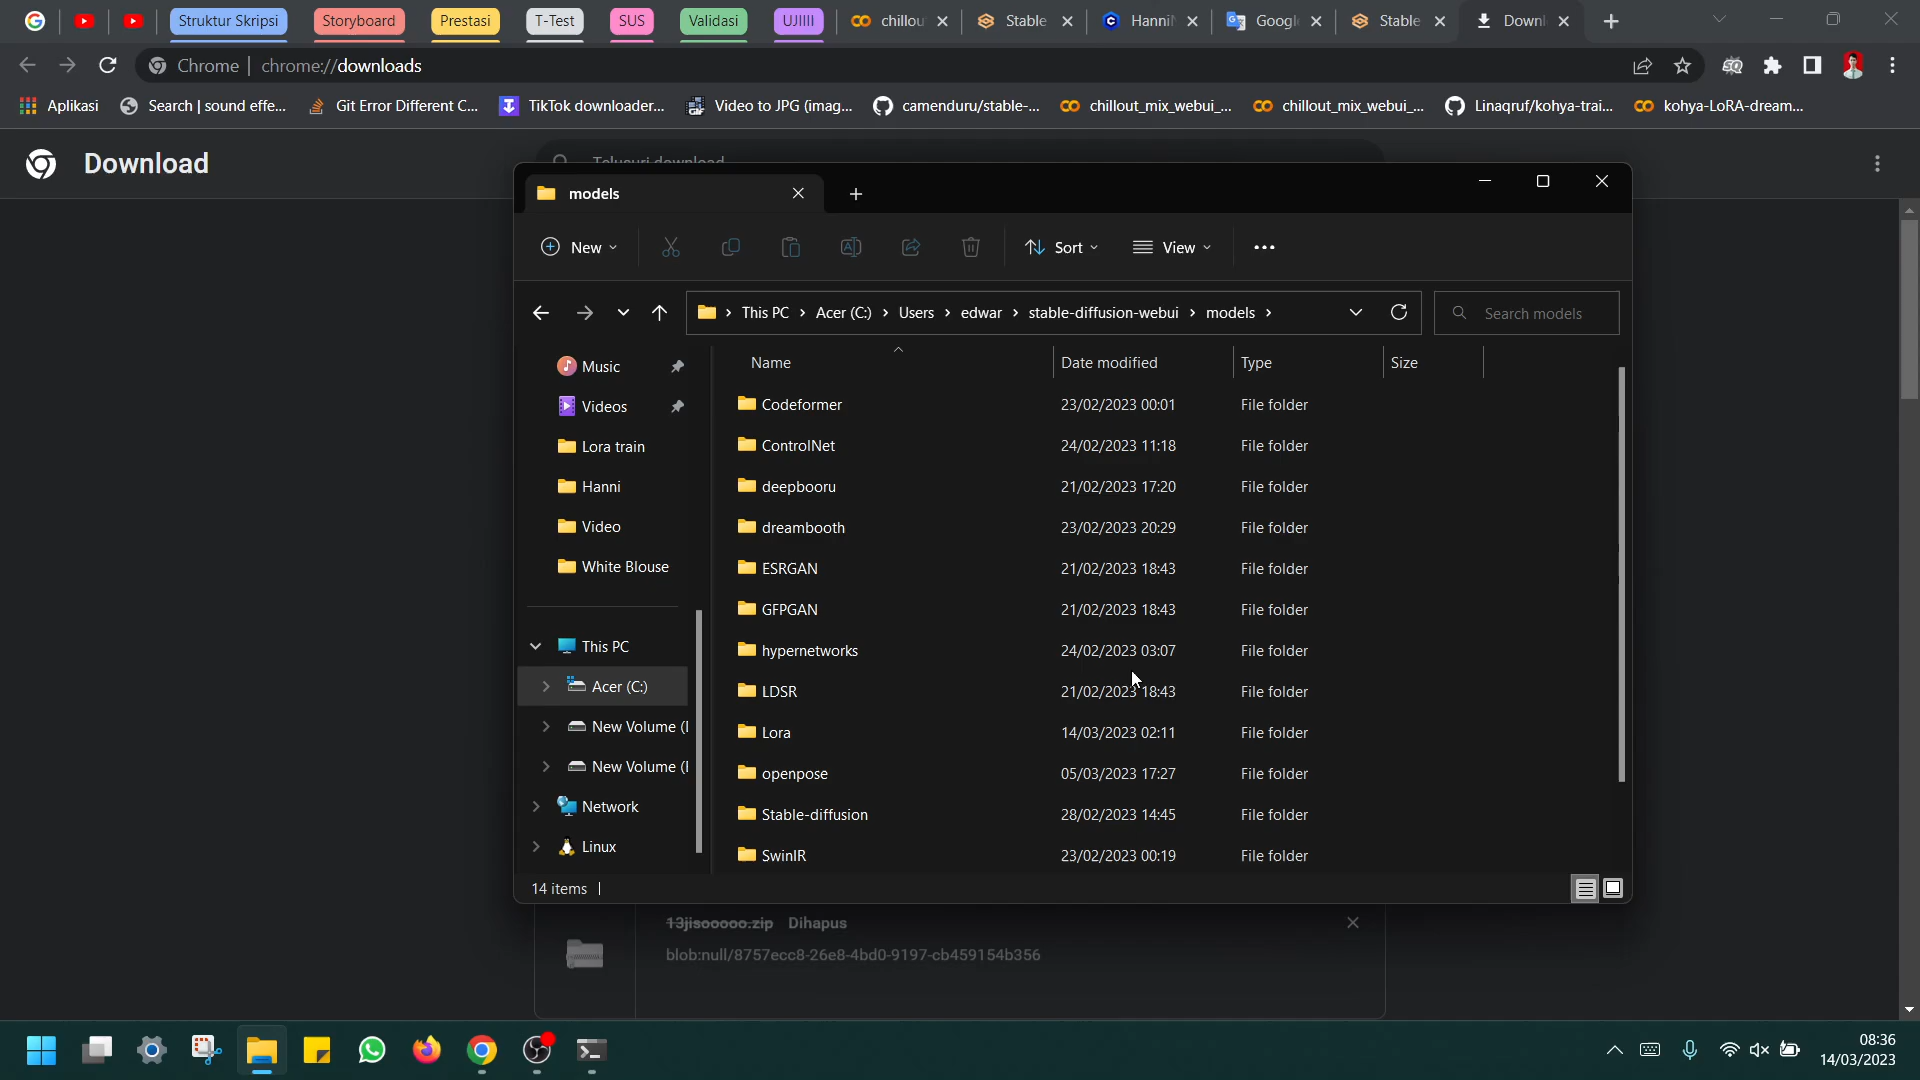 Struktur Skripsi
Storyboard
Prestasi
T-Test
SUS
Validasi
UJIIII
chillou
Stable
Hanni
Google
Stable
Downl
Chrome | chrome://downloads
Aplikasi
Search | sound effe...
Git Error Different C...
TikTok downloader...
Video to JPG (imag...
camenduru/stable-...
chillout_mix_webui_...
chillout_mix_webui_...
Linaqruf/kohya-trai...
kohya-LoRA-dream...
Download
Telusuri download
models
New
Sort
View
This PC > Acer (C:) > Users > edwar > stable-diffusion-webui > models >
Search models
Name
Date modified
Type
Size
Music
Videos
Lora train
Hanni
Video
White Blouse
This PC
Acer (C:)
New Volume (
New Volume (
Network
Linux
Codeformer 23/02/2023 00:01 File folder
ControlNet 24/02/2023 11:18 File folder
deepbooru 21/02/2023 17:20 File folder
dreambooth 23/02/2023 20:29 File folder
ESRGAN 21/02/2023 18:43 File folder
GFPGAN 21/02/2023 18:43 File folder
hypernetworks 24/02/2023 03:07 File folder
LDSR 21/02/2023 18:43 File folder
Lora 14/03/2023 02:11 File folder
openpose 05/03/2023 17:27 File folder
Stable-diffusion 28/02/2023 14:45 File folder
SwinIR 23/02/2023 00:19 File folder
14 items
13jisooooo.zip Dihapus
blob:null/8757ecc8-26e8-4bd0-9197-cb459154b356
08:36
14/03/2023